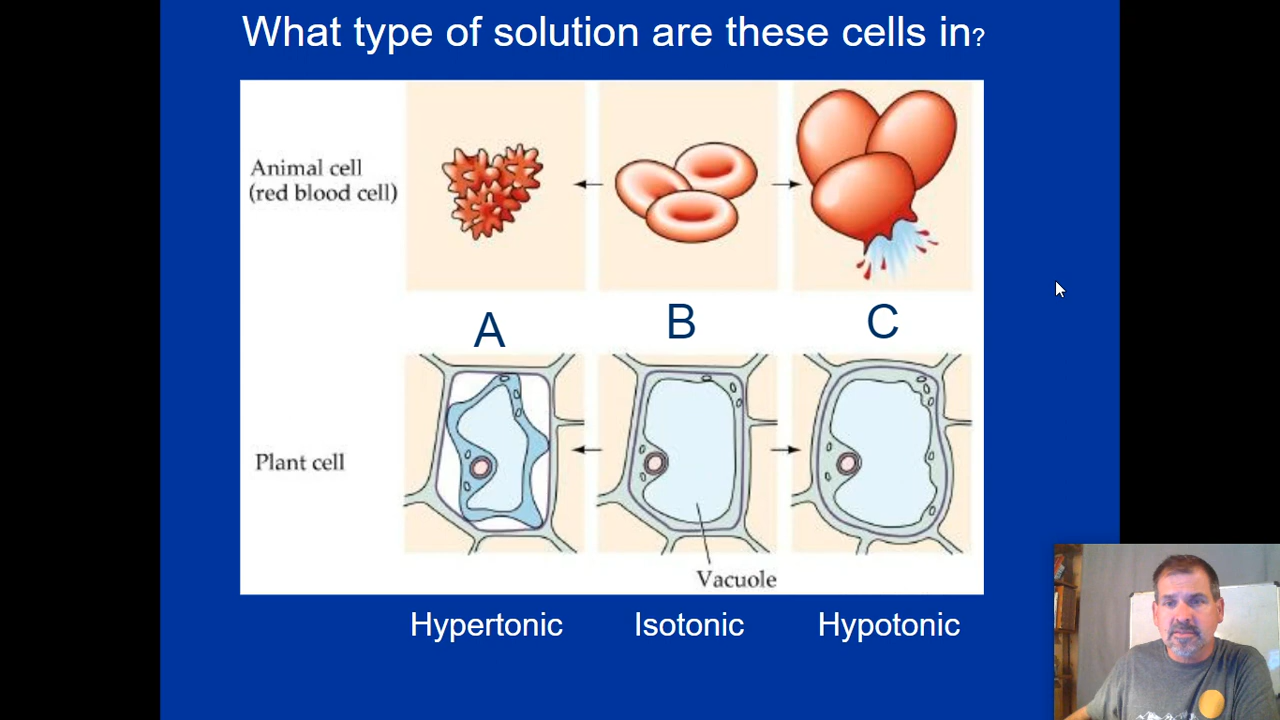 What type of solution are these cells in?
Animal cell
(red blood cell)
A B C
Plant cell
Vacuole
Hypertonic Isotonic Hypotonic